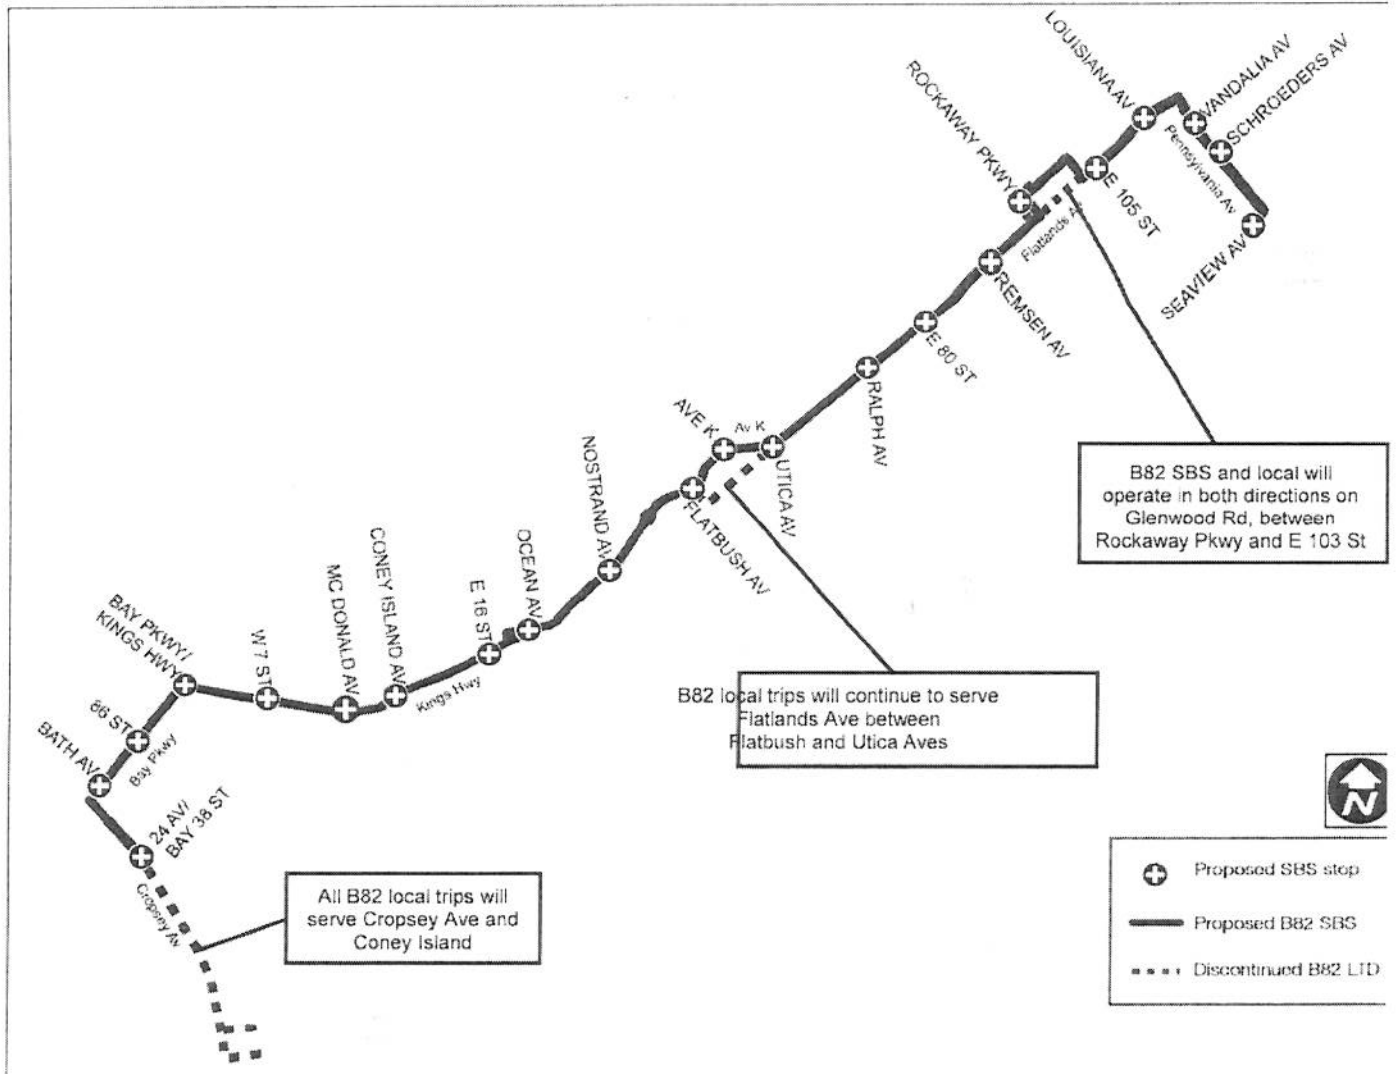 LOUISIANA AV
VANDALIA AV
SCHROEDERS AV
ROCKAWAY PKWY
Pennsylvania Av
E 105 ST
Flatlands A
SEAVIEW AV
REMSEN AV
E 80 ST
RALPH AV
AVE K
Av K
UTICA AV
NOSTRAND AV
FLATBUSH AV
OCEAN AV
E 16 ST
CONEY ISLAND AV
MC DONALD AV
Kings Hwy
W 7 ST
BAY PKWY/
KINGS HWY
86 ST
Bay Pkwy
BATH AV
24 AV/
BAY 38 ST
Cropsey Av
B82 SBS and local will
operate in both directions on
Glenwood Rd, between
Rockaway Pkwy and E 103 St
B82 local trips will continue to serve
Flatlands Ave between
Flatbush and Utica Aves
All B82 local trips will
serve Cropsey Ave and
Coney Island
N
Proposed SBS stop
Proposed B82 SBS
Discontinued B82 LTD